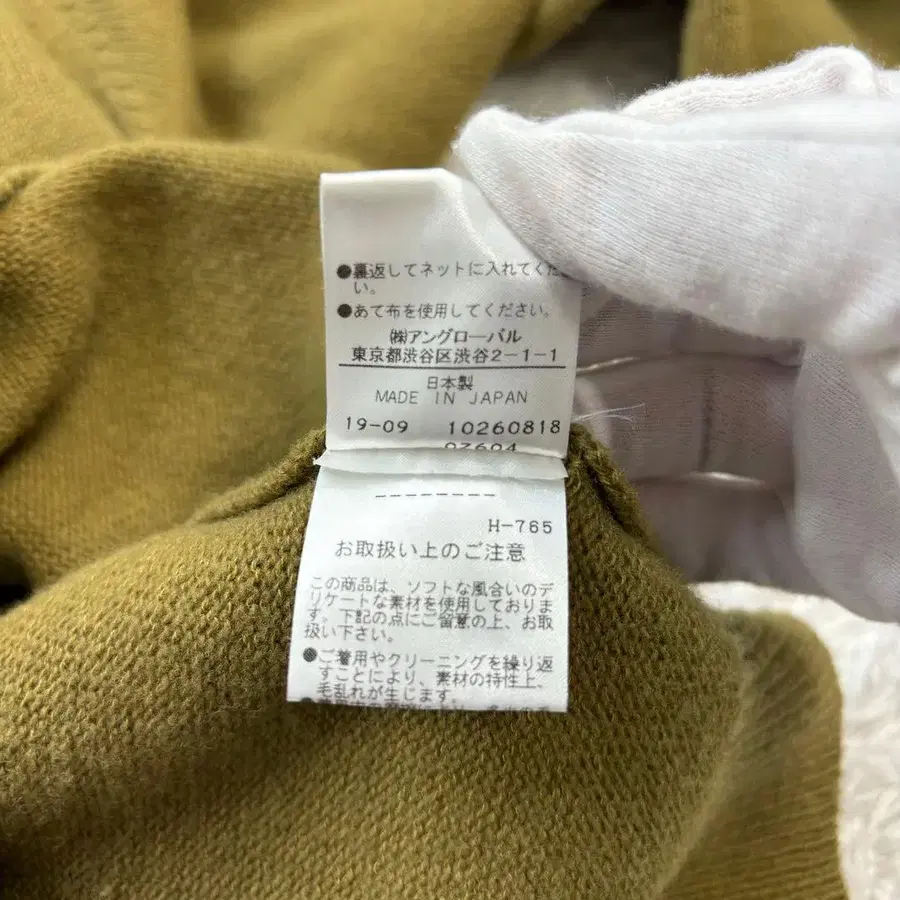 ●裏返してネットに入れてくださ
い。
●あて布を使用してください。
㈱アングローバル
東京都渋谷区渋谷2-1-1
日本製
MADE IN JAPAN
19-09 10260818
--------
H-765
お取扱い上のご注意
この商品は、ソフトな風合いのデ
リケートな素材を使用しておりま
す。下記の点にご留意の上、お取
扱い下さい。
●ご着用やクリーニングを繰り返
すことにより、素材の特性上、
毛乱れが生じます。